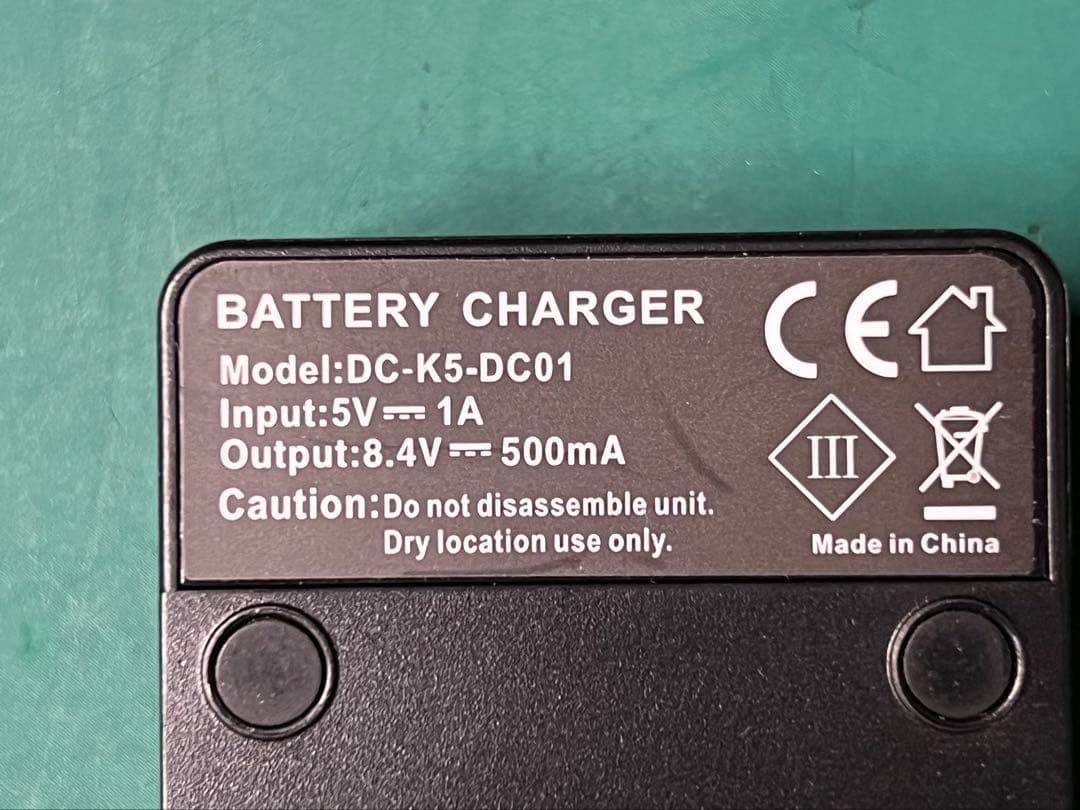 BATTERY CHARGER
Model:DC-K5-DC01
Input:5V⎓1A
Output:8.4V⎓500mA
Caution:Do not disassemble unit.
Dry location use only.
CE
III
Made in China